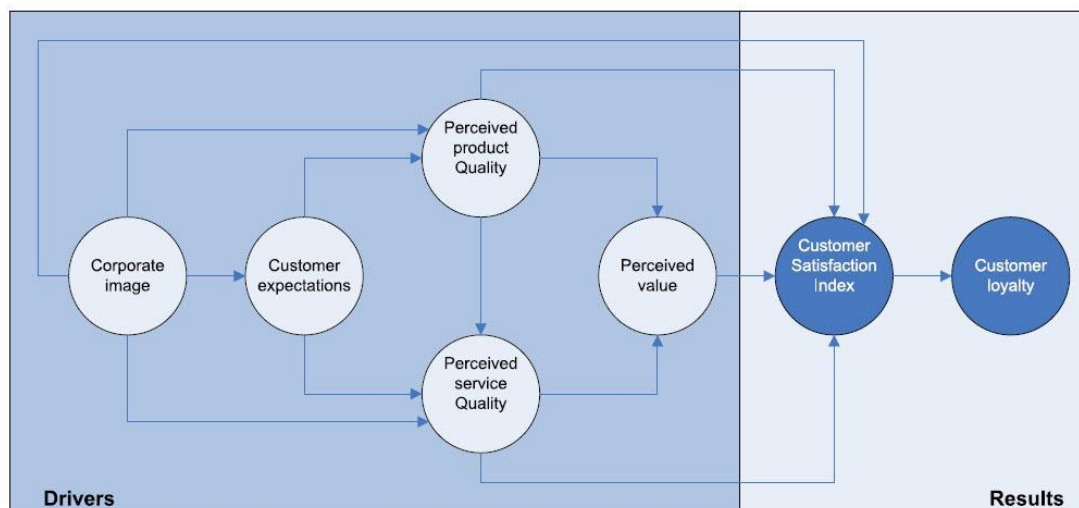 Perceived
product
Quality
Corporate
image
Customer
expectations
Perceived
value
Customer
Satisfaction
Index
Customer
loyalty
Perceived
service
Quality
Drivers
Results